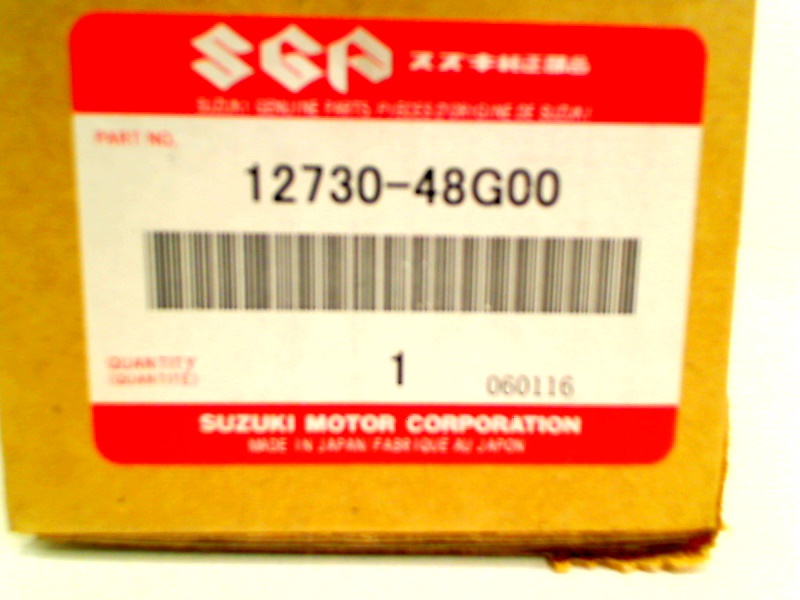 SGP スズキ純正部品
SUZUKI GENUINE PARTS PIECES D'ORIGINE DE SUZUKI
PART NO.
12730-48G00
QUANTITY 1
(QUANTITÉ) 060116
SUZUKI MOTOR CORPORATION
MADE IN JAPAN FABRIQUE AU JAPON